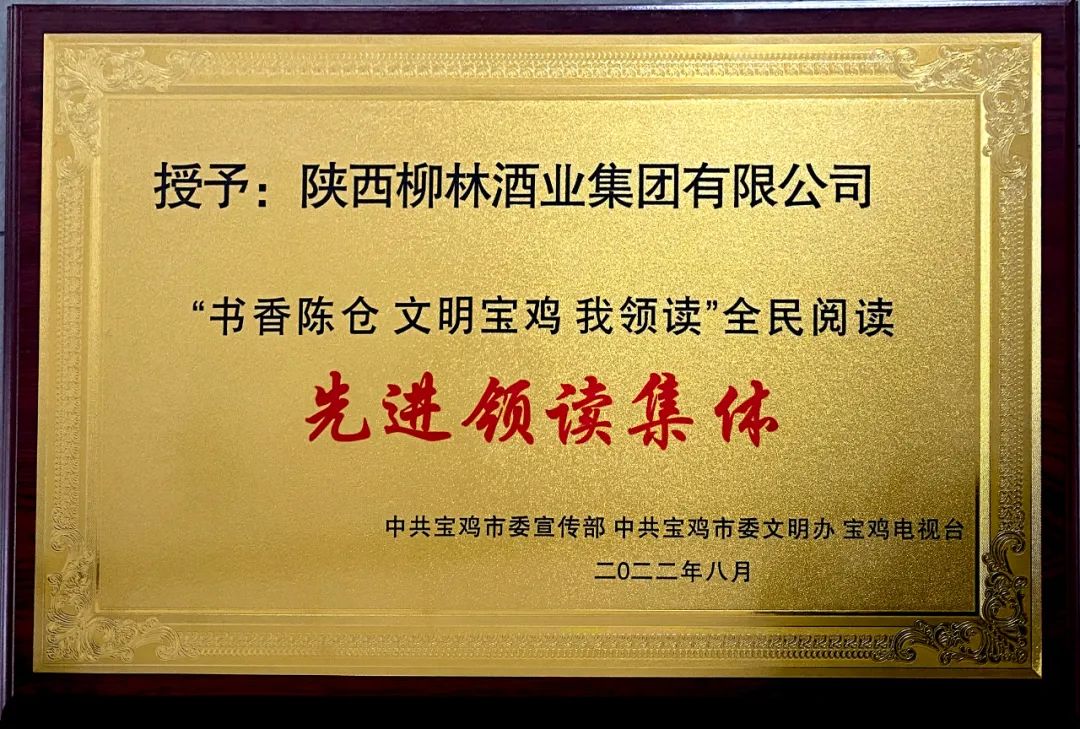 授予：陕西柳林酒业集团有限公司
“书香陈仓 文明宝鸡 我领读”全民阅读
先进领读集体
中共宝鸡市委宣传部 中共宝鸡市委文明办 宝鸡电视台
二0二二年八月